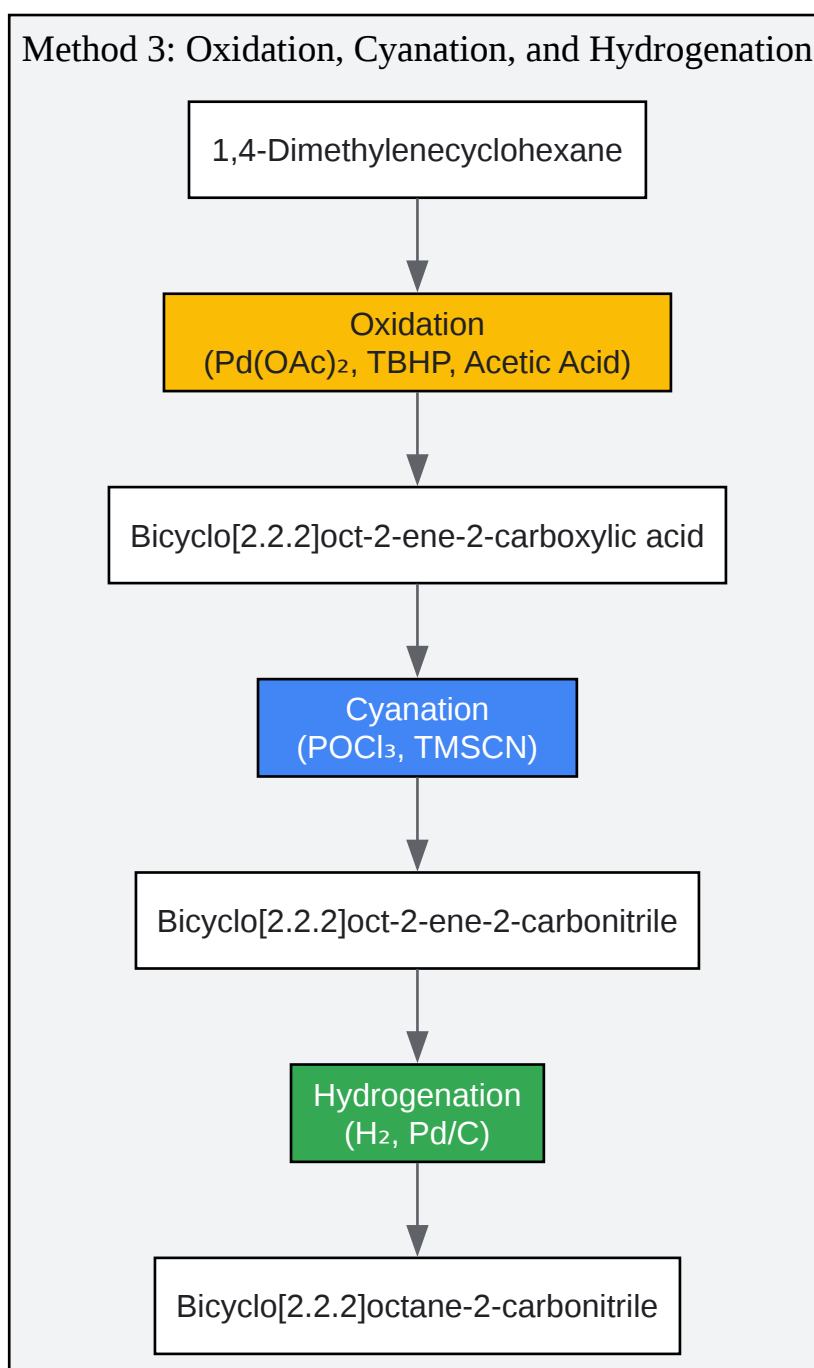 Method 3: Oxidation, Cyanation, and Hydrogenation
1,4-Dimethylenecyclohexane
Oxidation
(Pd(OAc)₂, TBHP, Acetic Acid)
Bicyclo[2.2.2]oct-2-ene-2-carboxylic acid
Cyanation
(POCl₃, TMSCN)
Bicyclo[2.2.2]oct-2-ene-2-carbonitrile
Hydrogenation
(H₂, Pd/C)
Bicyclo[2.2.2]octane-2-carbonitrile